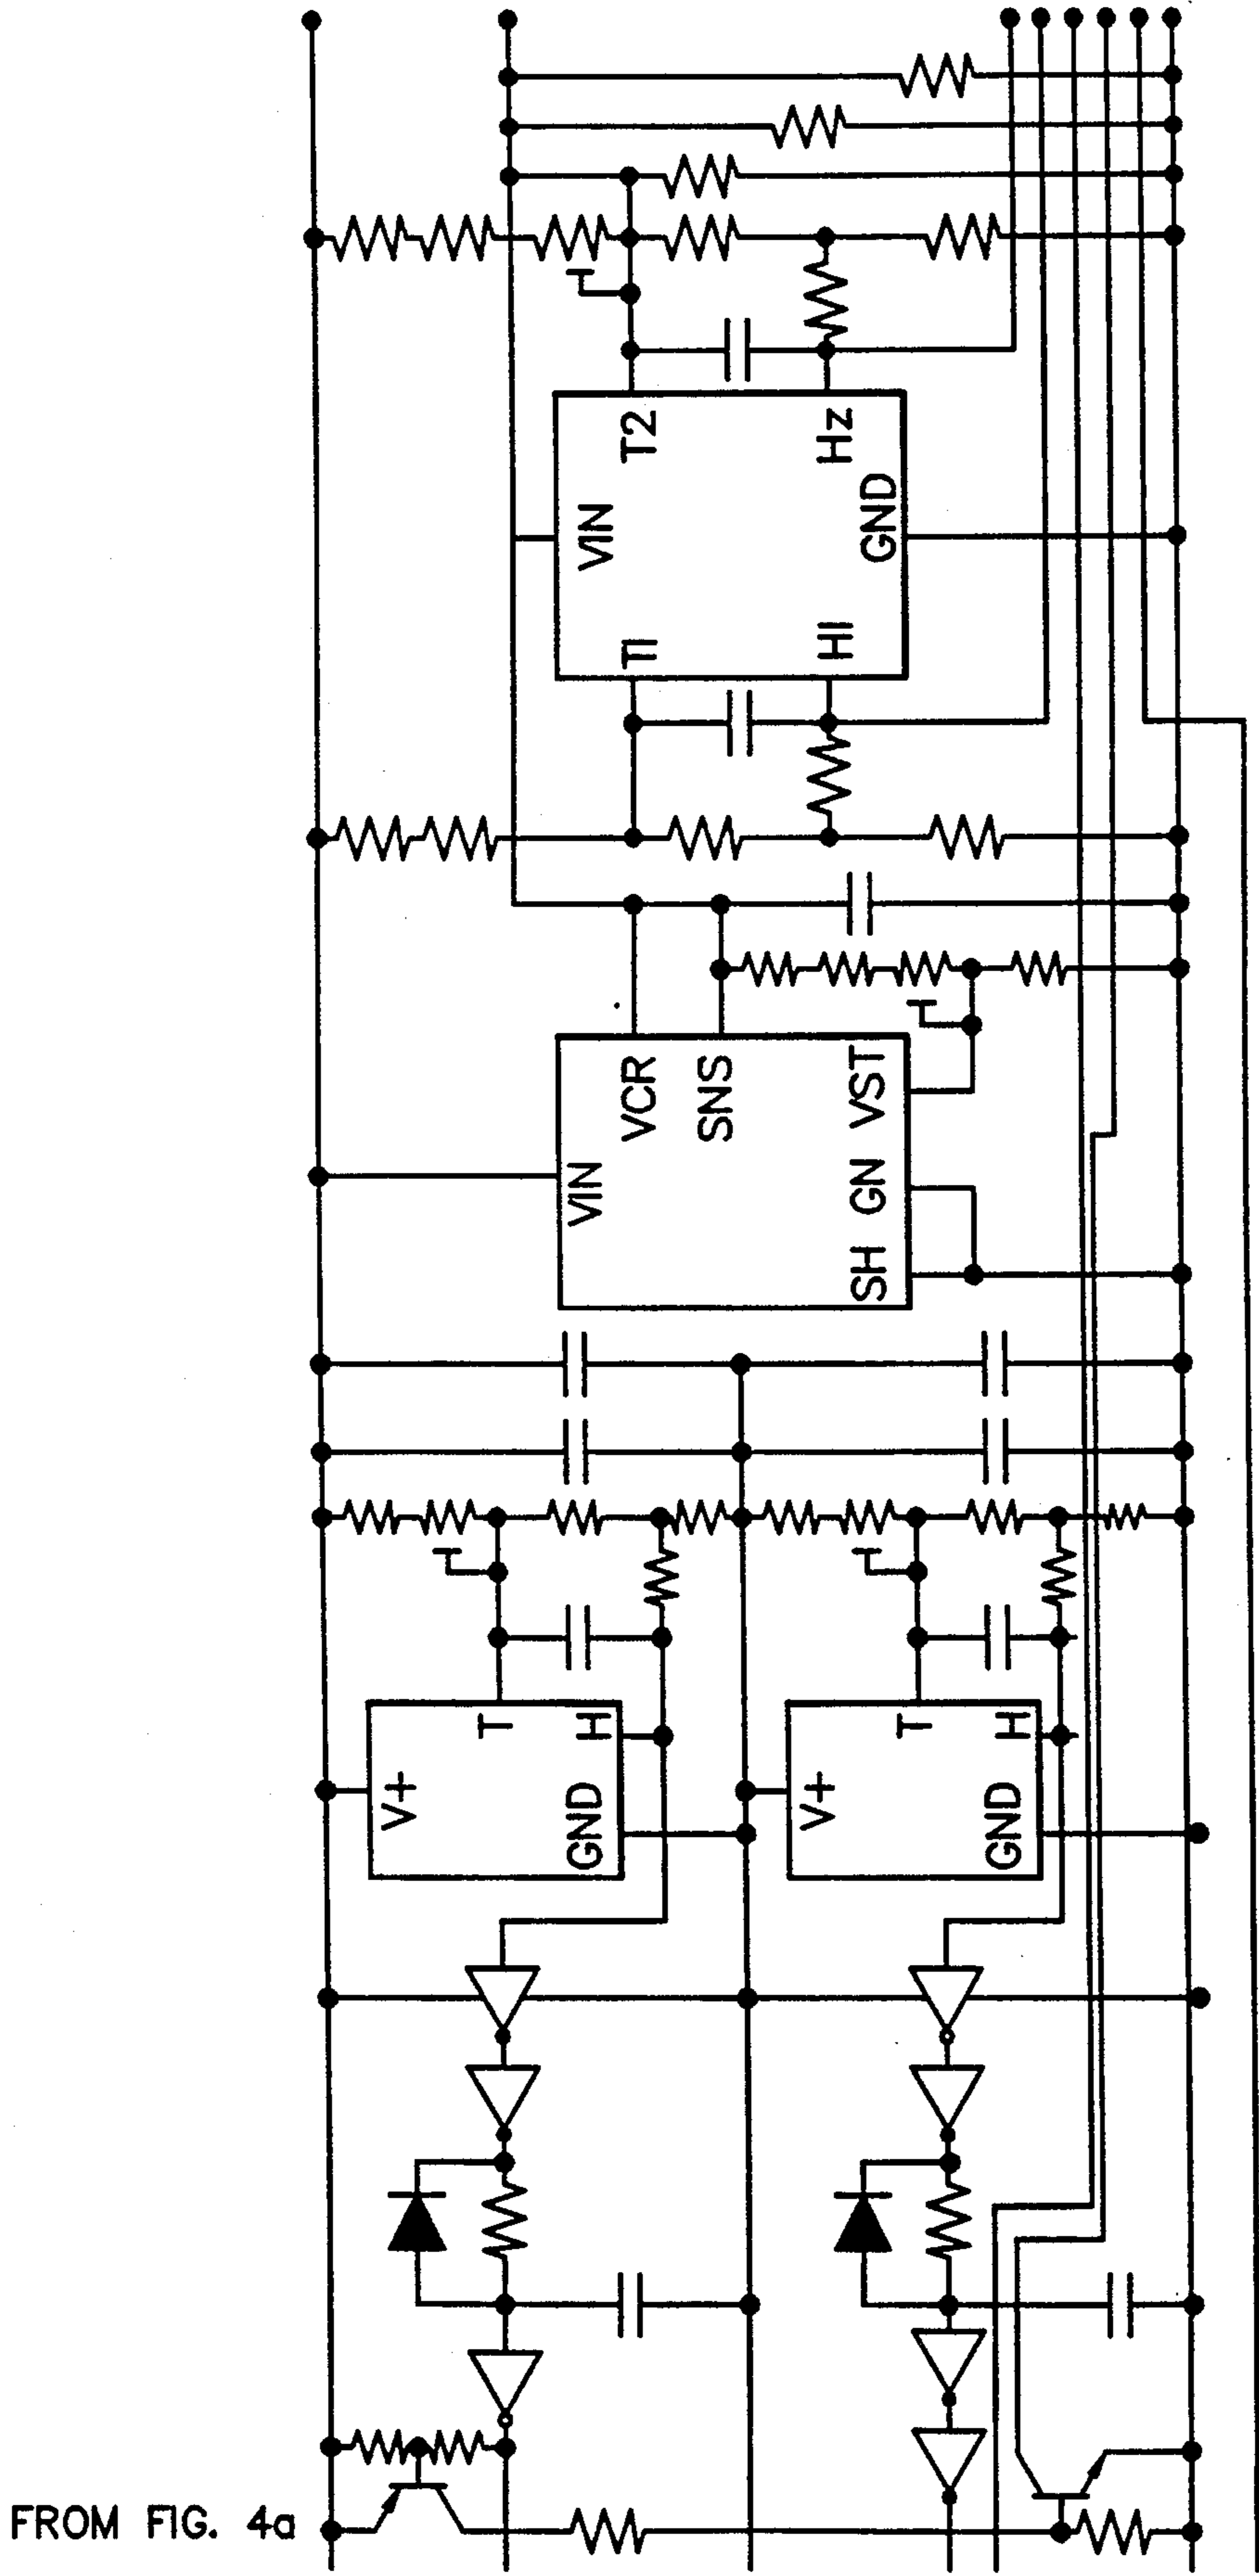 T2
Hz
VIN
GND
TI
HI
VCR
SNS
VST
VIN
GN
SH
T
H
V+
GND
T
H
V+
GND
FROM FIG. 4a